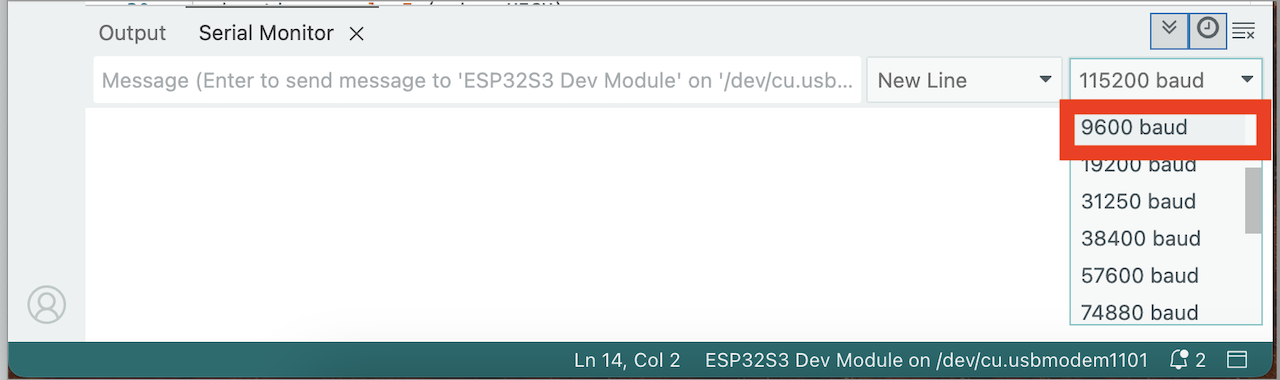 Output Serial Monitor
Message (Enter to send message to 'ESP32S3 Dev Module' on '/dev/cu.usb... New Line 115200 baud
9600 baud
19200 baud
31250 baud
38400 baud
57600 baud
74880 baud
Ln 14, Col 2 ESP32S3 Dev Module on /dev/cu.usbmodem1101 2